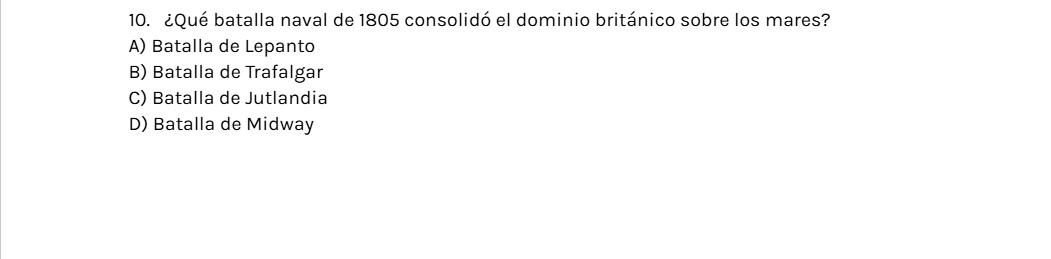 10. ¿Qué batalla naval de 1805 consolidó el dominio británico sobre los mares?
A) Batalla de Lepanto
B) Batalla de Trafalgar
C) Batalla de Jutlandia
D) Batalla de Midway